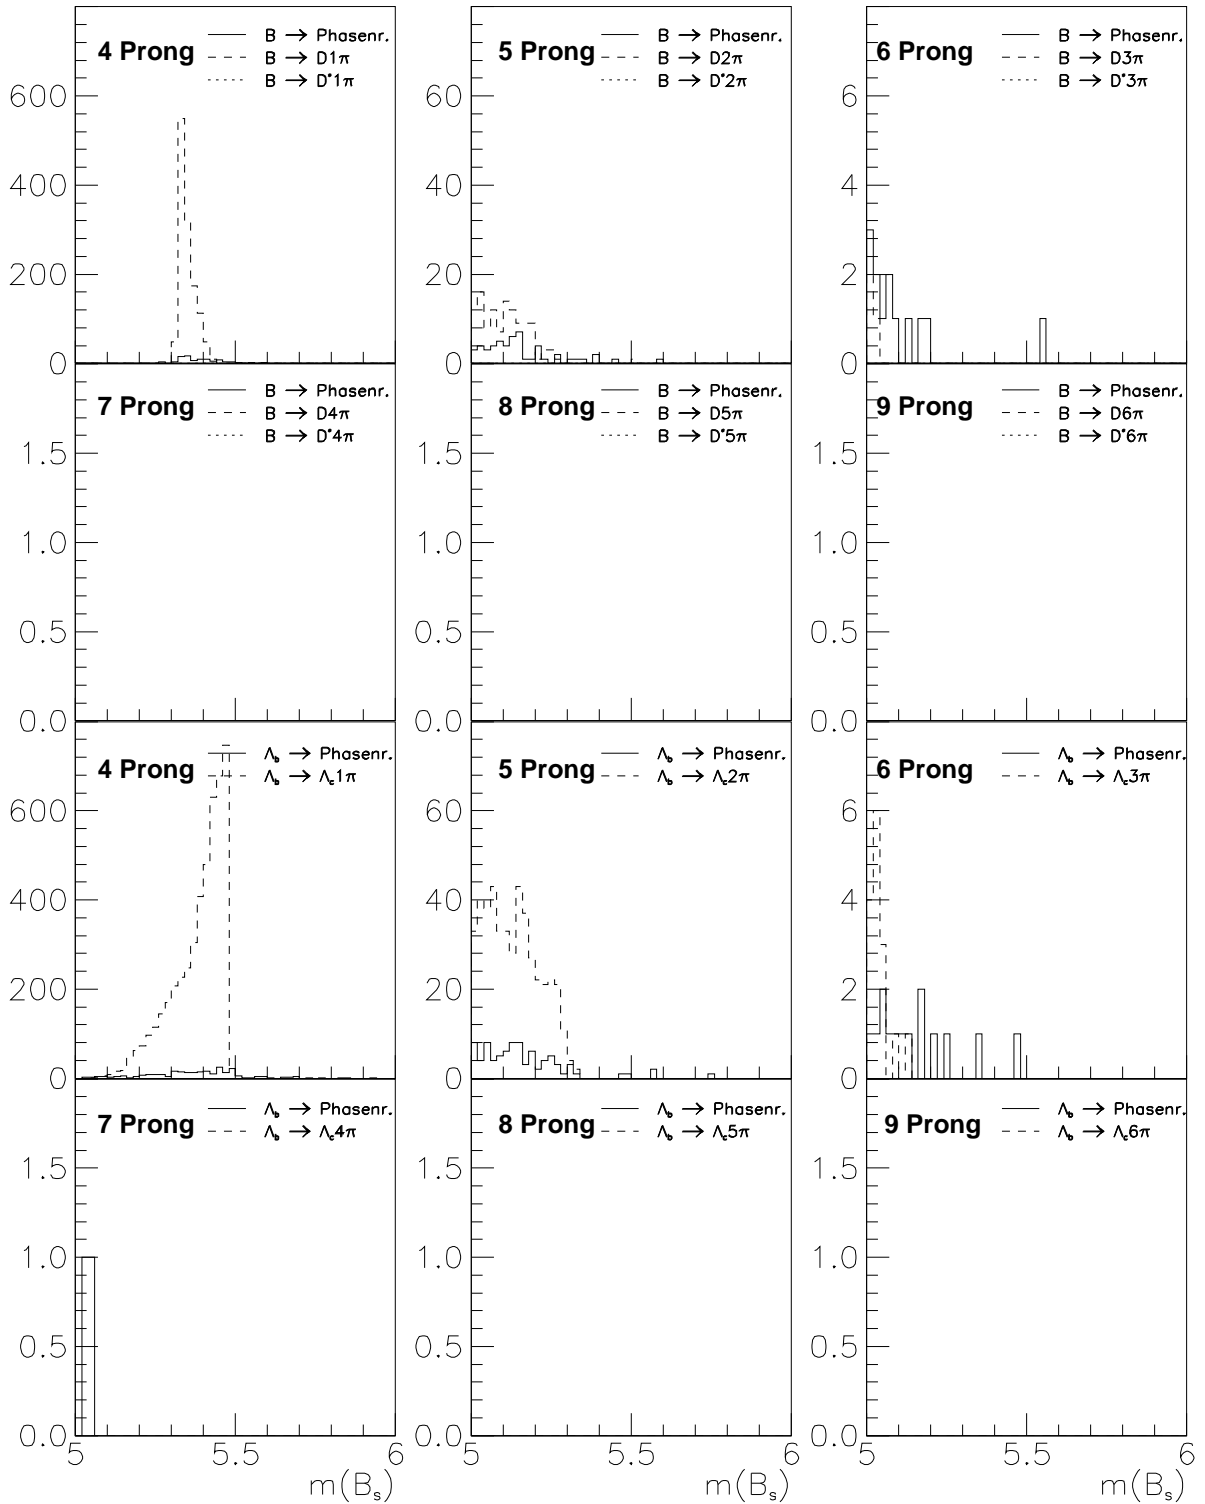 4 Prong
B → Phasenr.
B → D1π
B → D*1π
600
400
200
0
5 Prong
B → Phasenr.
B → D2π
B → D*2π
60
40
20
0
6 Prong
B → Phasenr.
B → D3π
B → D*3π
6
4
2
0
7 Prong
B → Phasenr.
B → D4π
B → D*4π
1.5
1.0
0.5
0.0
8 Prong
B → Phasenr.
B → D5π
B → D*5π
1.5
1.0
0.5
0.0
9 Prong
B → Phasenr.
B → D6π
B → D*6π
1.5
1.0
0.5
0.0
4 Prong
Λb → Phasenr.
Λb → Λc1π
600
400
200
0
5 Prong
Λb → Phasenr.
Λb → Λc2π
60
40
20
0
6 Prong
Λb → Phasenr.
Λb → Λc3π
6
4
2
0
7 Prong
Λb → Phasenr.
Λb → Λc4π
1.5
1.0
0.5
0.0
5 5.5 6
m(Bs)
8 Prong
Λb → Phasenr.
Λb → Λc5π
1.5
1.0
0.5
0.0
5 5.5 6
m(Bs)
9 Prong
Λb → Phasenr.
Λb → Λc6π
1.5
1.0
0.5
0.0
5 5.5 6
m(Bs)